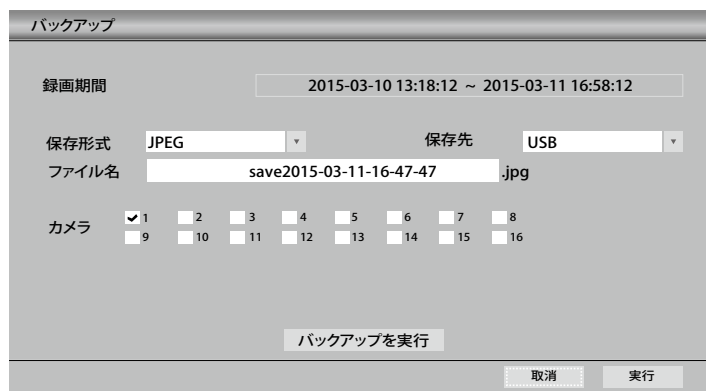 バックアップ
録画期間 2015-03-10 13:18:12 ~ 2015-03-11 16:58:12
保存形式 JPEG 保存先 USB
ファイル名 save2015-03-11-16-47-47 .jpg
カメラ 1 2 3 4 5 6 7 8
9 10 11 12 13 14 15 16
バックアップを実行
取消 実行